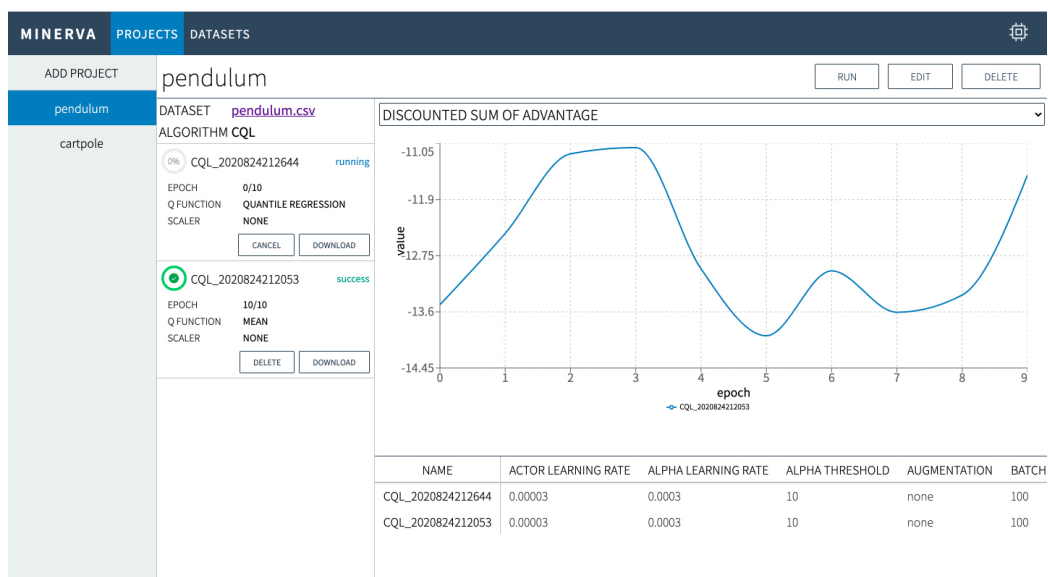 MINERVA PROJECTS DATASETS
ADD PROJECT
pendulum
cartpole
pendulum
RUN EDIT DELETE
DATASET pendulum.csv
ALGORITHM CQL
0% CQL_2020824212644 running
EPOCH 0/10
Q FUNCTION QUANTILE REGRESSION
SCALER NONE
CANCEL DOWNLOAD
CQL_2020824212053 success
EPOCH 10/10
Q FUNCTION MEAN
SCALER NONE
DELETE DOWNLOAD
DISCOUNTED SUM OF ADVANTAGE
-11.05
-11.9
-12.75
-13.6
-14.45
value
0 1 2 3 4 5 6 7 8 9
epoch
CQL_2020824212053
NAME ACTOR LEARNING RATE ALPHA LEARNING RATE ALPHA THRESHOLD AUGMENTATION BATCH
CQL_2020824212644 0.00003 0.0003 10 none 100
CQL_2020824212053 0.00003 0.0003 10 none 100